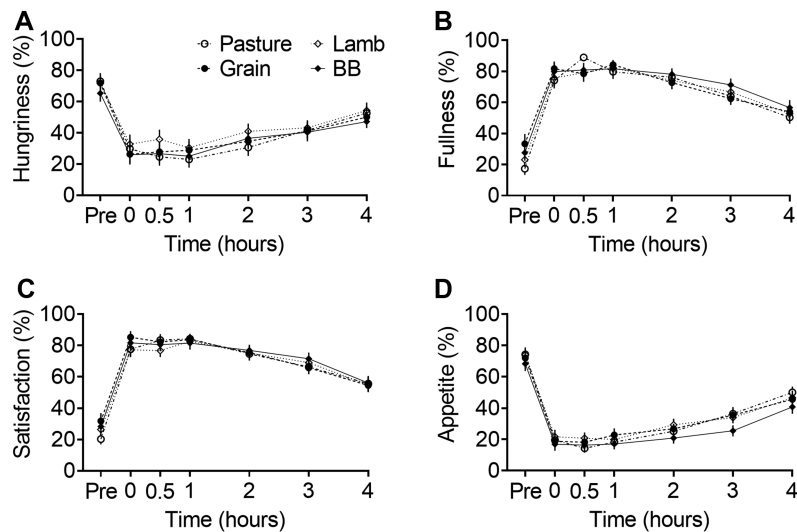 A
Hungriness (%)
100
80
60
40
20
0
Pasture
Lamb
Grain
BB
Pre 0 0.5 1 2 3 4
Time (hours)
B
Fullness (%)
100
80
60
40
20
0
Pre 0 0.5 1 2 3 4
Time (hours)
C
Satisfaction (%)
100
80
60
40
20
0
Pre 0 0.5 1 2 3 4
Time (hours)
D
Appetite (%)
100
80
60
40
20
0
Pre 0 0.5 1 2 3 4
Time (hours)